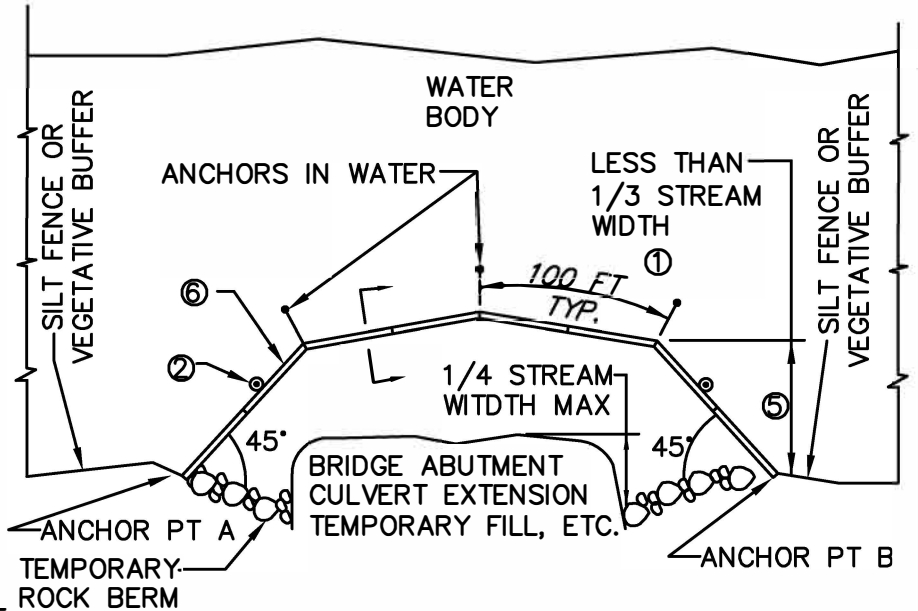 WATER
BODY
SILT FENCE OR
VEGETATIVE BUFFER
ANCHORS IN WATER
LESS THAN
1/3 STREAM
WIDTH
①
SILT FENCE OR
VEGETATIVE BUFFER
100 FT
TYP.
⑥
②
1/4 STREAM
WITDTH MAX
⑤
45°
45°
BRIDGE ABUTMENT
CULVERT EXTENSION
TEMPORARY FILL, ETC.
ANCHOR PT A
ANCHOR PT B
TEMPORARY
ROCK BERM